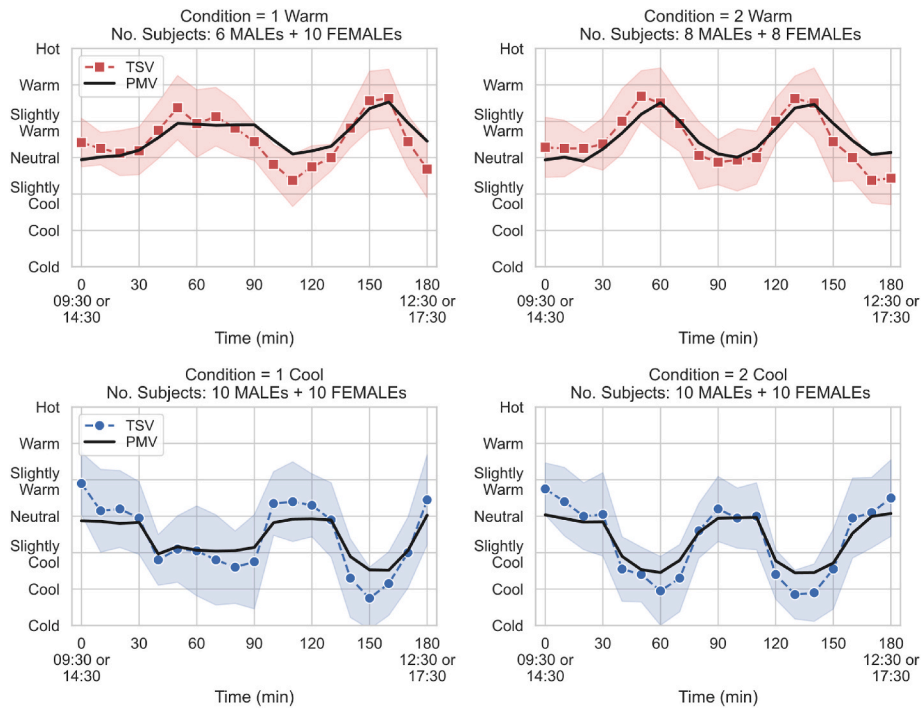 Condition = 1 Warm
No. Subjects: 6 MALEs + 10 FEMALEs
Hot
Warm
Slightly
Warm
Neutral
Slightly
Cool
Cool
Cold
TSV
PMV
0
30
60
90
120
150
180
09:30 or
14:30
12:30 or
17:30
Time (min)
Condition = 2 Warm
No. Subjects: 8 MALEs + 8 FEMALEs
Hot
Warm
Slightly
Warm
Neutral
Slightly
Cool
Cool
Cold
0
30
60
90
120
150
180
09:30 or
14:30
12:30 or
17:30
Time (min)
Condition = 1 Cool
No. Subjects: 10 MALEs + 10 FEMALEs
Hot
Warm
Slightly
Warm
Neutral
Slightly
Cool
Cool
Cold
TSV
PMV
0
30
60
90
120
150
180
09:30 or
14:30
12:30 or
17:30
Time (min)
Condition = 2 Cool
No. Subjects: 10 MALEs + 10 FEMALEs
Hot
Warm
Slightly
Warm
Neutral
Slightly
Cool
Cool
Cold
0
30
60
90
120
150
180
09:30 or
14:30
12:30 or
17:30
Time (min)